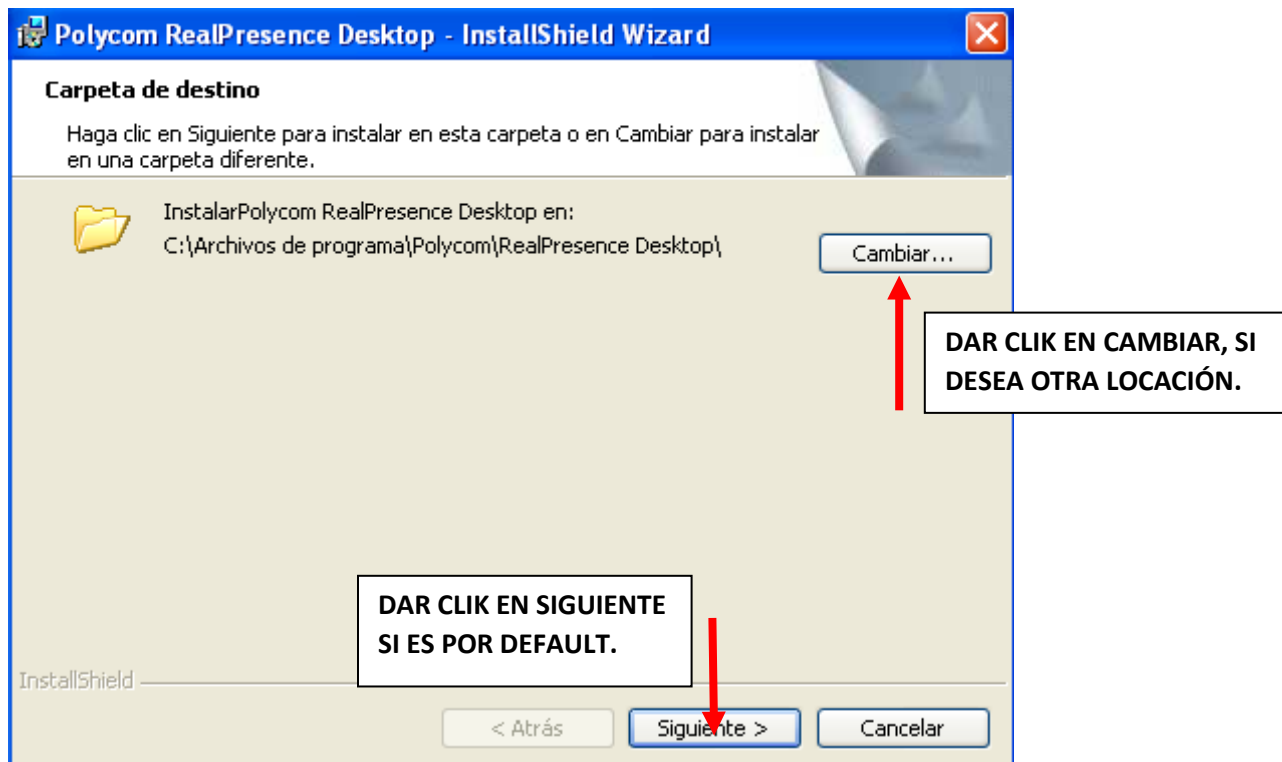 Polycom RealPresence Desktop - InstallShield Wizard
Carpeta de destino
Haga clic en Siguiente para instalar en esta carpeta o en Cambiar para instalar
en una carpeta diferente.
InstalarPolycom RealPresence Desktop en:
C:\Archivos de programa\Polycom\RealPresence Desktop\
Cambiar...
DAR CLIK EN CAMBIAR, SI
DESEA OTRA LOCACIÓN.
DAR CLIK EN SIGUIENTE
SI ES POR DEFAULT.
InstallShield
< Atrás
Siguiente >
Cancelar